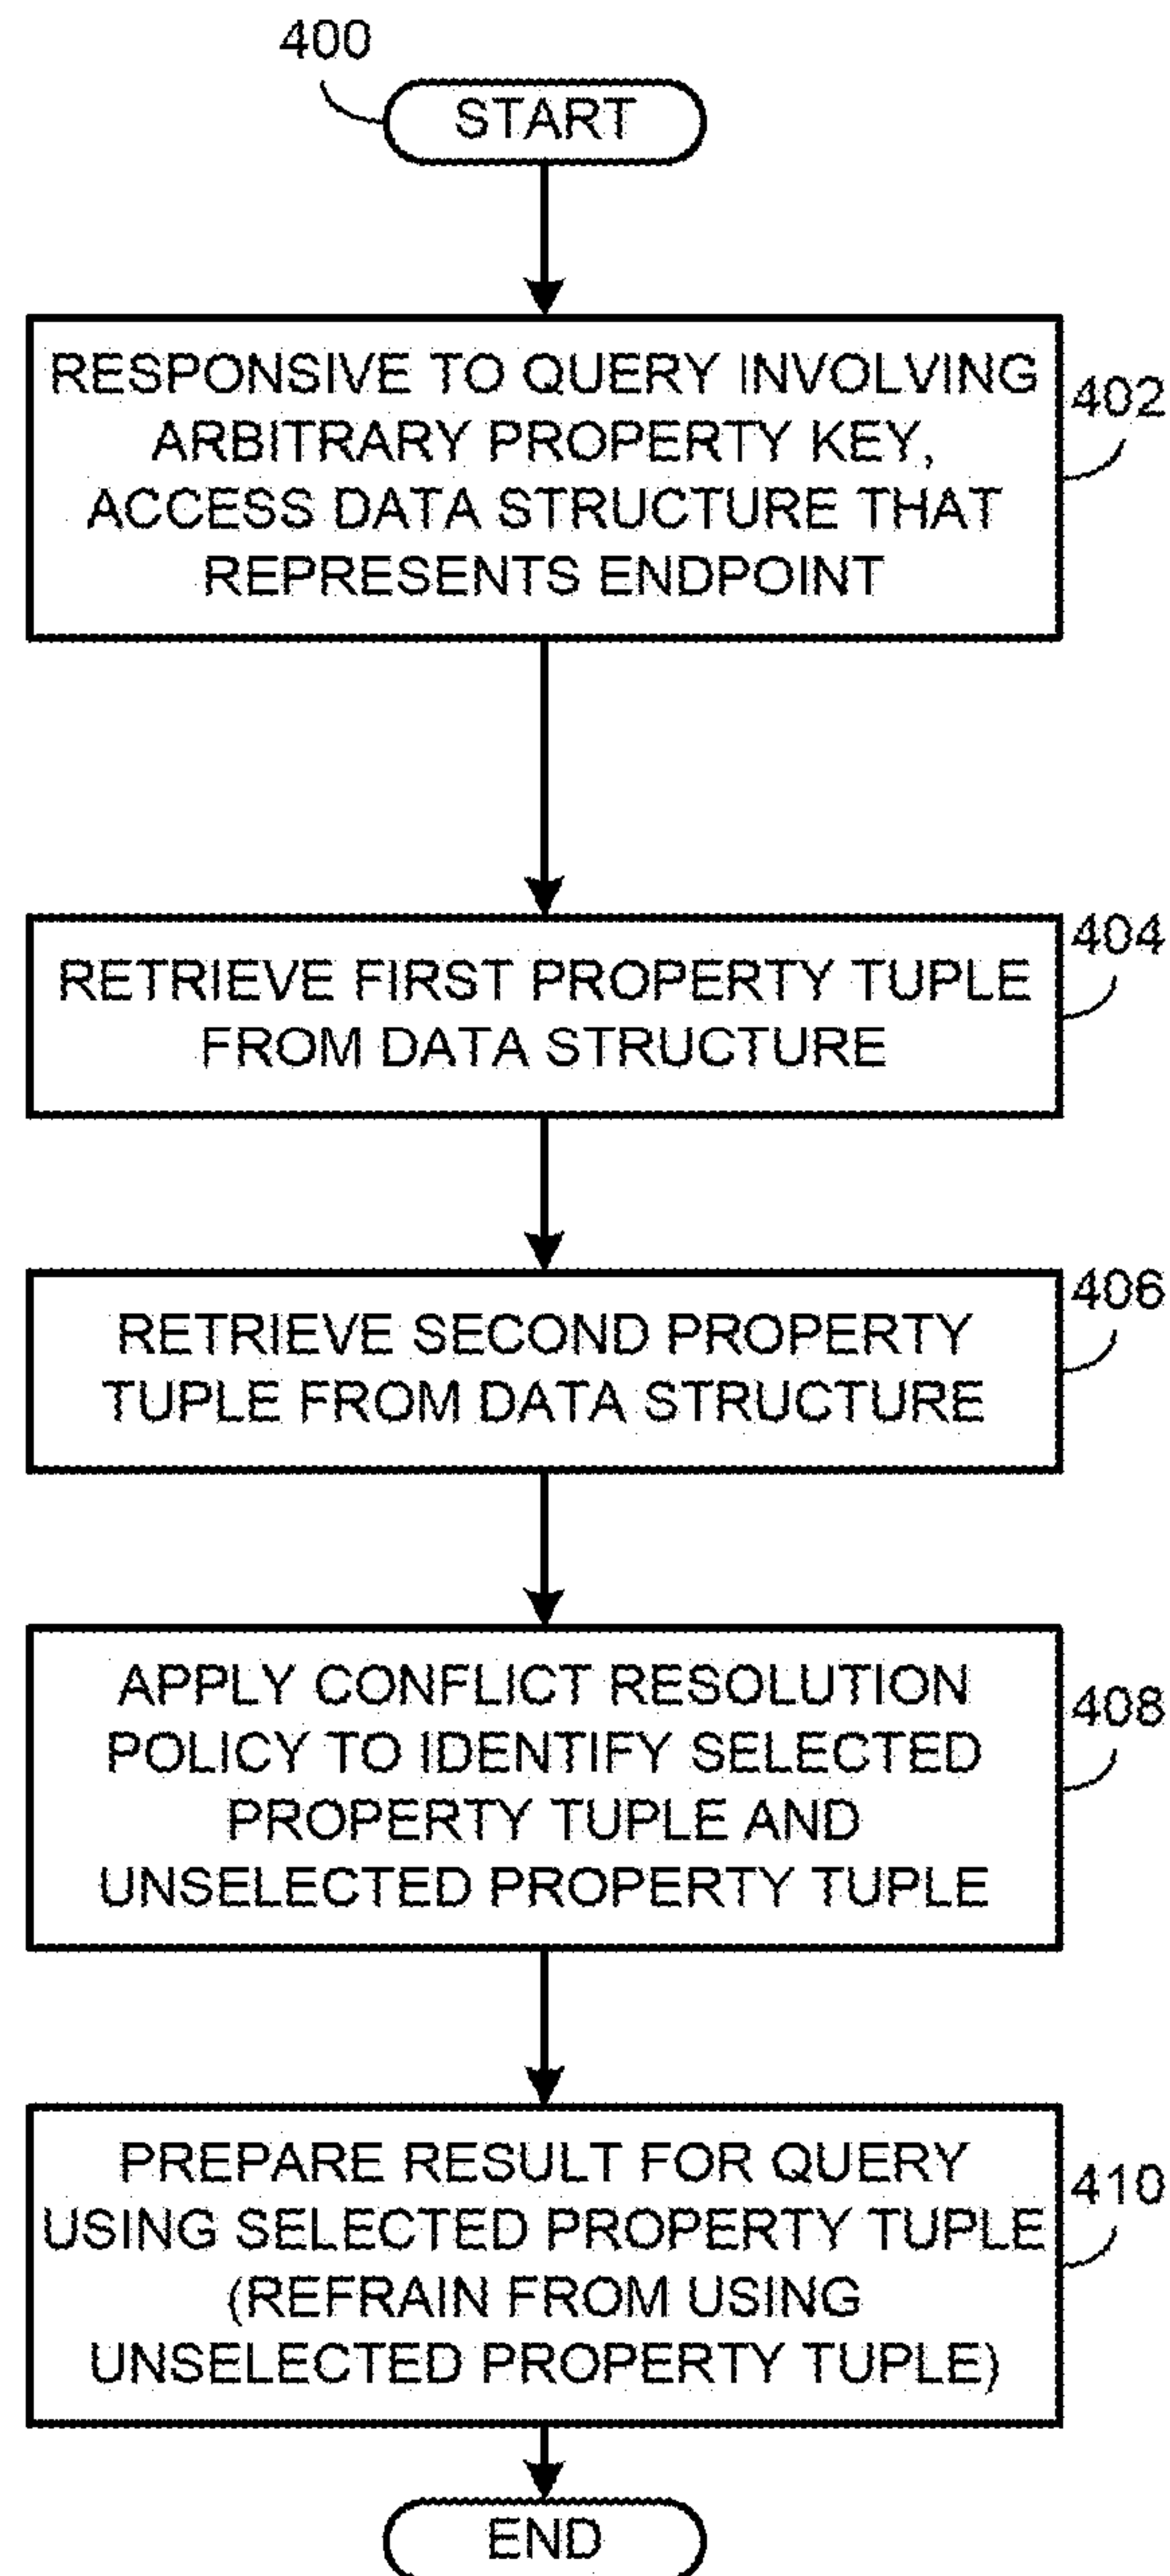 400
START
RESPONSIVE TO QUERY INVOLVING
ARBITRARY PROPERTY KEY,
ACCESS DATA STRUCTURE THAT
REPRESENTS ENDPOINT
402
RETRIEVE FIRST PROPERTY TUPLE
FROM DATA STRUCTURE
404
RETRIEVE SECOND PROPERTY
TUPLE FROM DATA STRUCTURE
406
APPLY CONFLICT RESOLUTION
POLICY TO IDENTIFY SELECTED
PROPERTY TUPLE AND
UNSELECTED PROPERTY TUPLE
408
PREPARE RESULT FOR QUERY
USING SELECTED PROPERTY TUPLE
(REFRAIN FROM USING
UNSELECTED PROPERTY TUPLE)
410
END